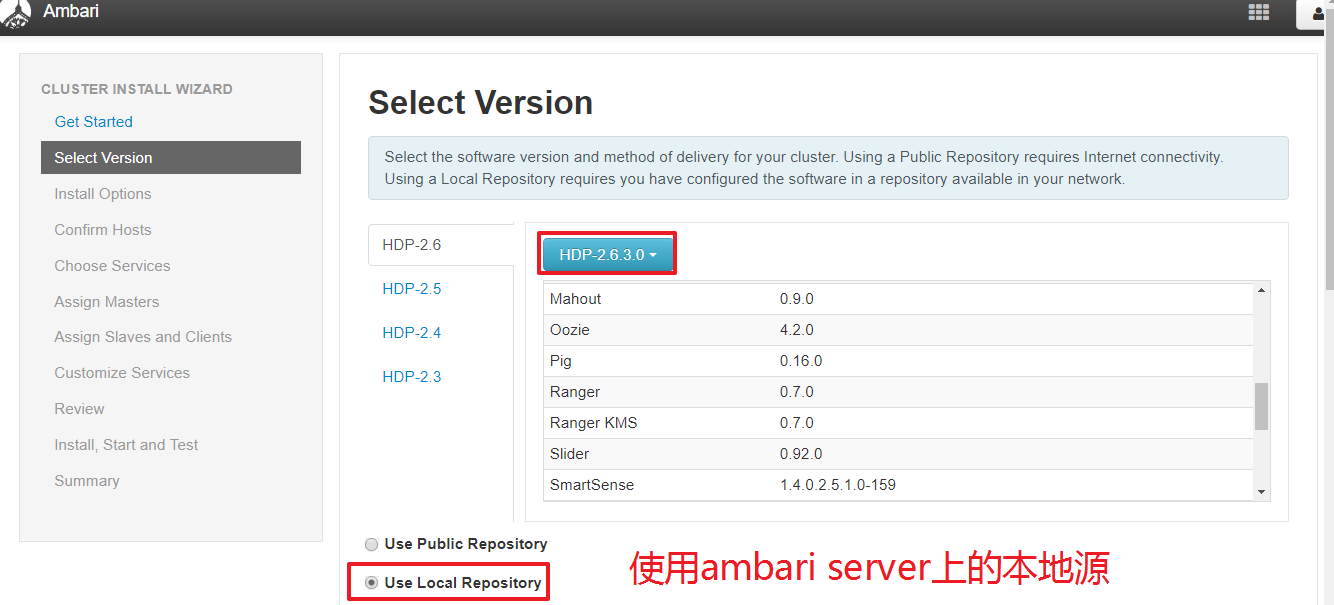 Ambari
CLUSTER INSTALL WIZARD
Get Started
Select Version
Install Options
Confirm Hosts
Choose Services
Assign Masters
Assign Slaves and Clients
Customize Services
Review
Install, Start and Test
Summary
Select Version
Select the software version and method of delivery for your cluster. Using a Public Repository requires Internet connectivity.
Using a Local Repository requires you have configured the software in a repository available in your network.
HDP-2.6
HDP-2.5
HDP-2.4
HDP-2.3
HDP-2.6.3.0
Mahout 0.9.0
Oozie 4.2.0
Pig 0.16.0
Ranger 0.7.0
Ranger KMS 0.7.0
Slider 0.92.0
SmartSense 1.4.0.2.5.1.0-159
Use Public Repository
Use Local Repository
使用ambari server上的本地源